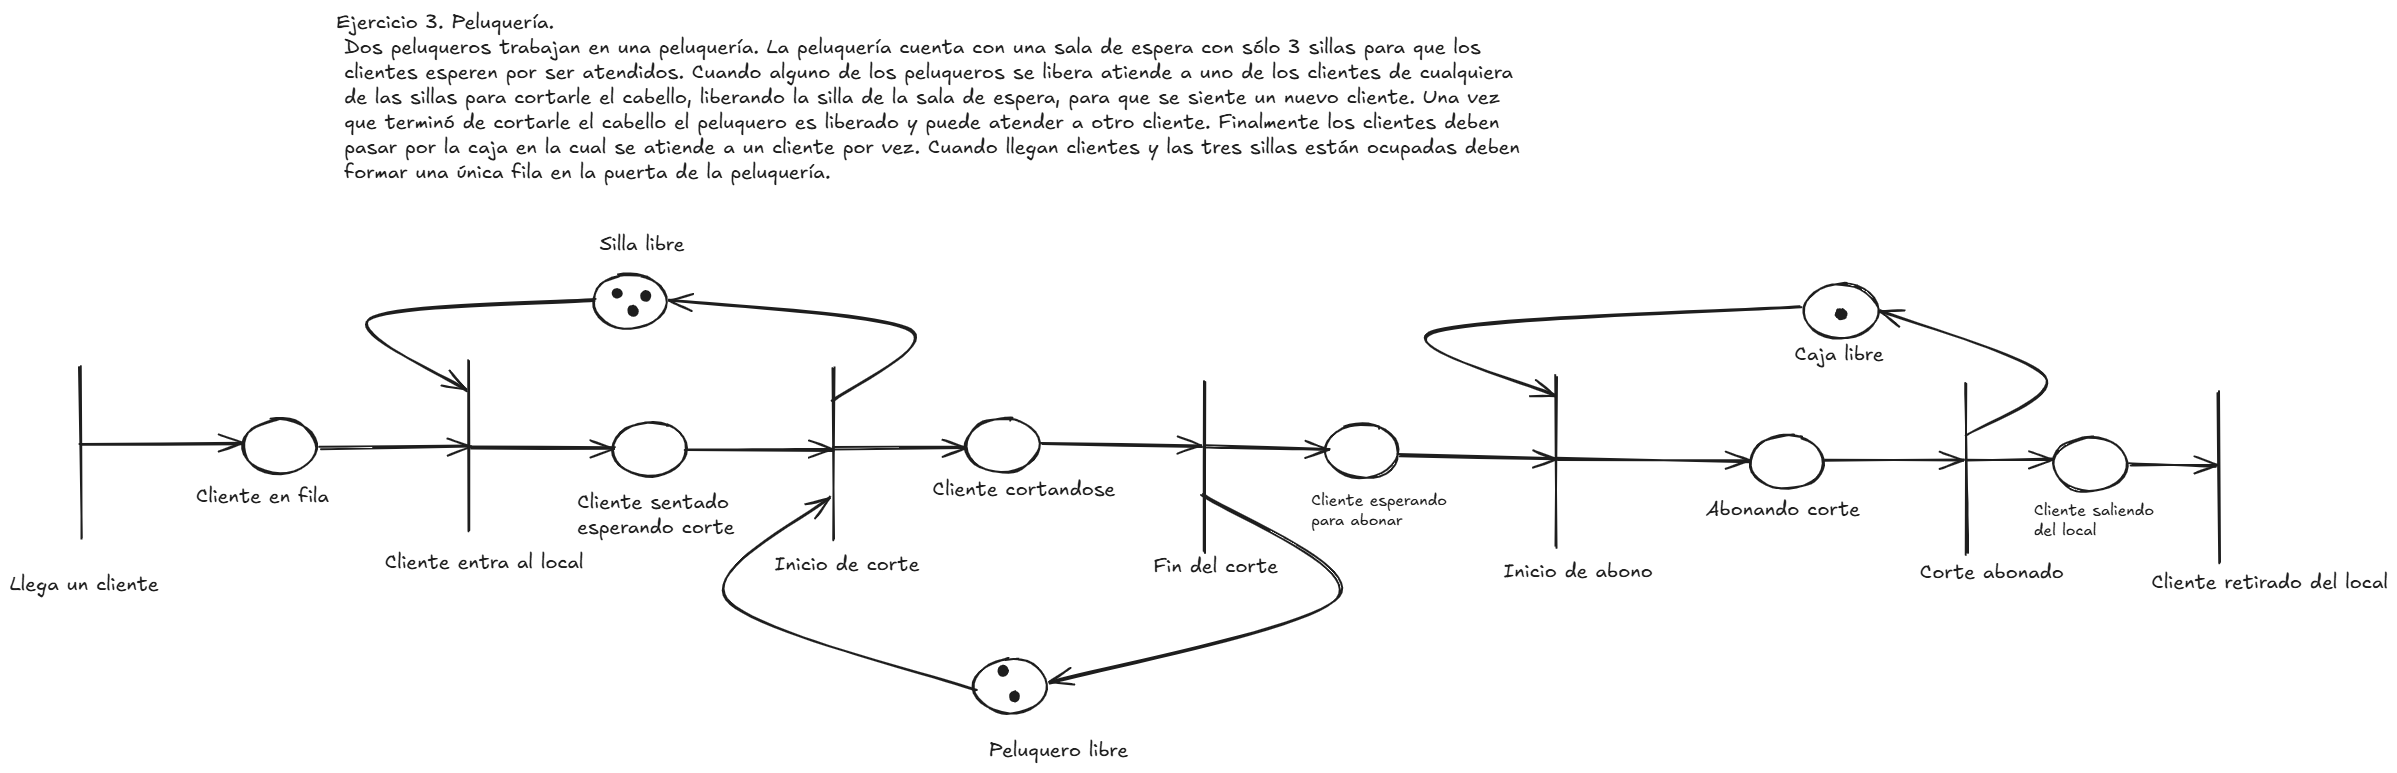 Ejercicio 3. Peluquería.
Dos peluqueros trabajan en una peluquería. La peluquería cuenta con una sala de espera con sólo 3 sillas para que los
clientes esperen por ser atendidos. Cuando alguno de los peluqueros se libera atiende a uno de los clientes de cualquiera
de las sillas para cortarle el cabello, liberando la silla de la sala de espera, para que se siente un nuevo cliente. Una vez
que terminó de cortarle el cabello el peluquero es liberado y puede atender a otro cliente. Finalmente los clientes deben
pasar por la caja en la cual se atiende a un cliente por vez. Cuando llegan clientes y las tres sillas están ocupadas deben
formar una única fila en la puerta de la peluquería.
Silla libre
Caja libre
Cliente en fila
Cliente sentado
esperando corte
Cliente cortandose
Cliente esperando
para abonar
Abonando corte
Cliente saliendo
del local
Llega un cliente
Cliente entra al local
Inicio de corte
Fin del corte
Inicio de abono
Corte abonado
Cliente retirado del local
Peluquero libre